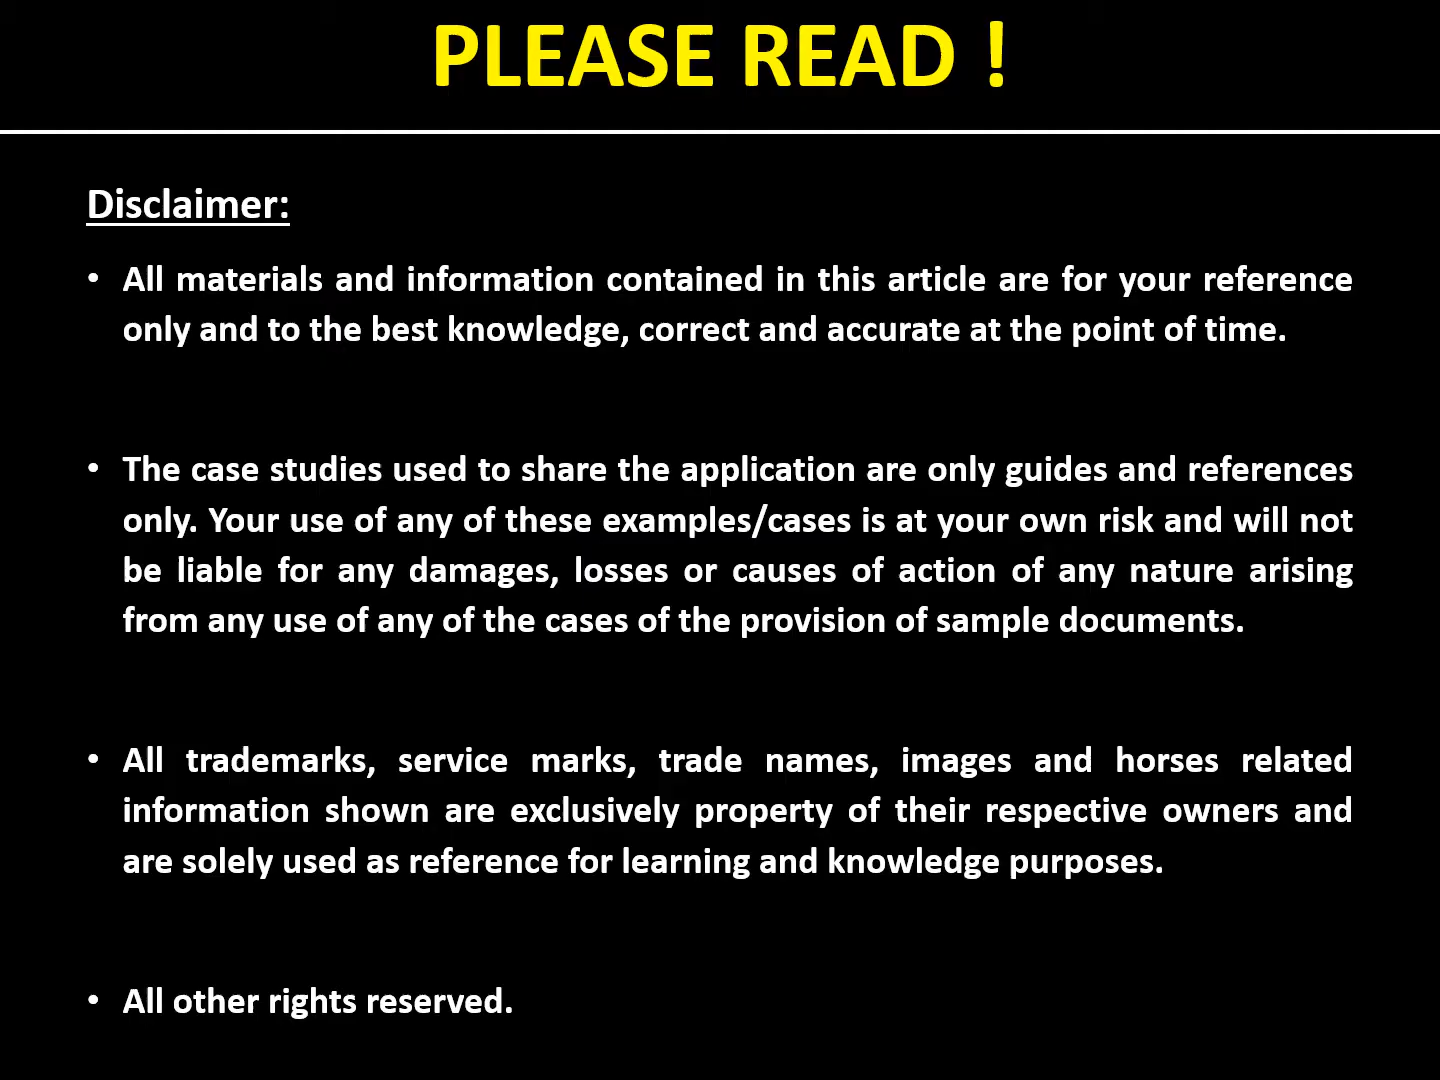 PLEASE READ !
Disclaimer:
• All materials and information contained in this article are for your reference
only and to the best knowledge, correct and accurate at the point of time.
• The case studies used to share the application are only guides and references
only. Your use of any of these examples/cases is at your own risk and will not
be liable for any damages, losses or causes of action of any nature arising
from any use of any of the cases of the provision of sample documents.
• All trademarks, service marks, trade names, images and horses related
information shown are exclusively property of their respective owners and
are solely used as reference for learning and knowledge purposes.
• All other rights reserved.